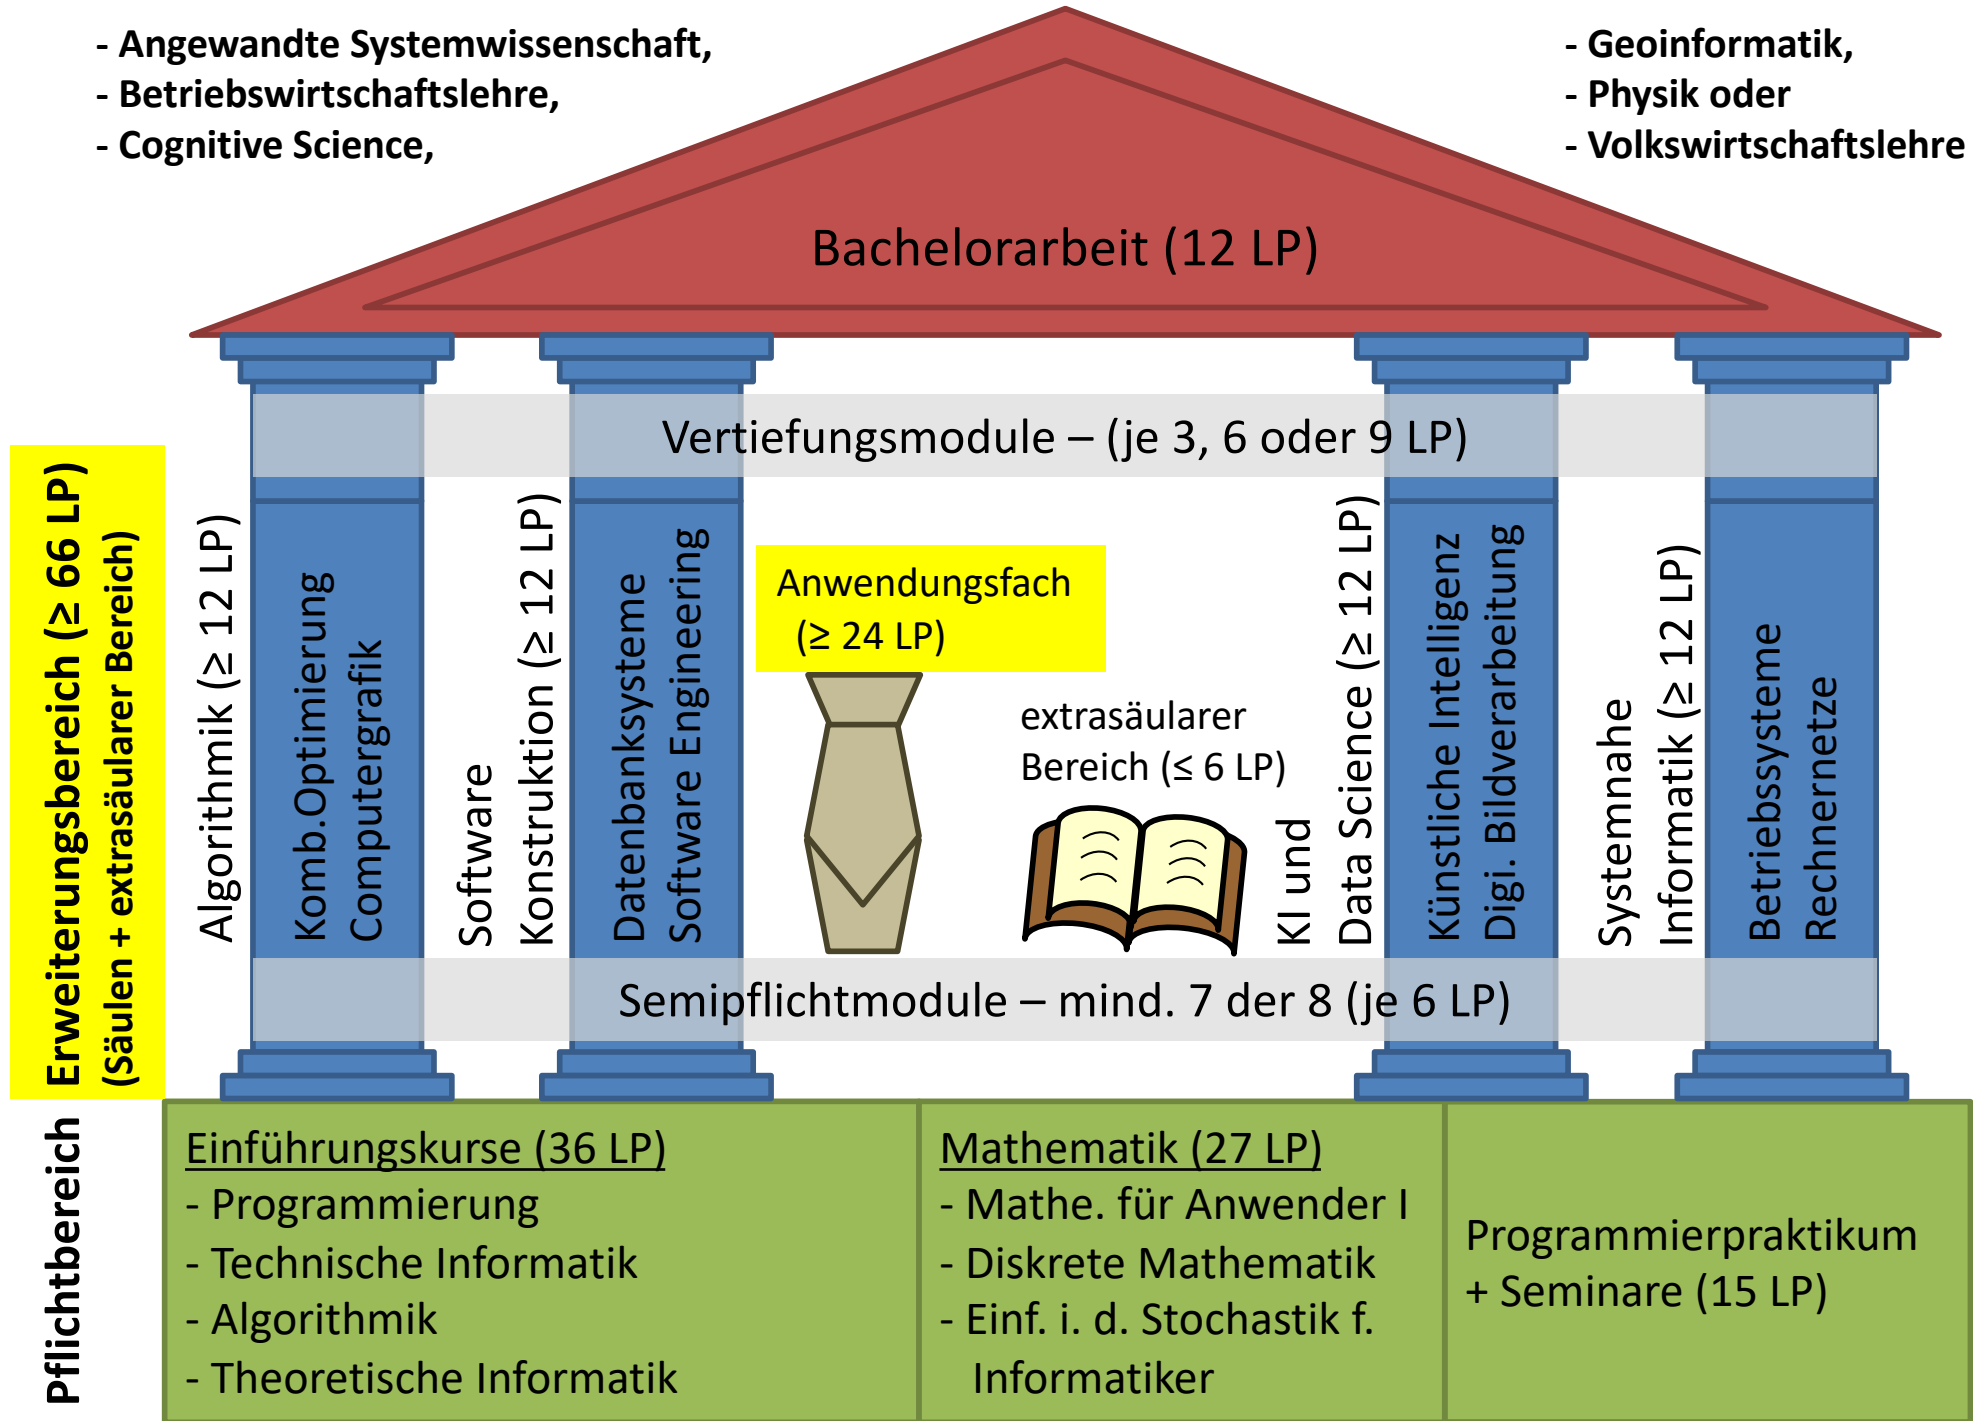 - Angewandte Systemwissenschaft,
- Betriebswirtschaftslehre,
- Cognitive Science,
- Geoinformatik,
- Physik oder
- Volkswirtschaftslehre
Bachelorarbeit (12 LP)
Vertiefungsmodule – (je 3, 6 oder 9 LP)
Erweiterungsbereich (≥ 66 LP)
(Säulen + extrasäularer Bereich)
Algorithmik (≥ 12 LP)
Komb.Optimierung
Computergrafik
Software
Konstruktion (≥ 12 LP)
Datenbanksysteme
Software Engineering
Anwendungsfach
(≥ 24 LP)
extrasäularer
Bereich (≤ 6 LP)
KI und
Data Science (≥ 12 LP)
Künstliche Intelligenz
Digi. Bildverarbeitung
Systemnahe
Informatik (≥ 12 LP)
Betriebssysteme
Rechnernetze
Semipflichtmodule – mind. 7 der 8 (je 6 LP)
Pflichtbereich
Einführungskurse (36 LP)
- Programmierung
- Technische Informatik
- Algorithmik
- Theoretische Informatik
Mathematik (27 LP)
- Mathe. für Anwender I
- Diskrete Mathematik
- Einf. i. d. Stochastik f.
Informatiker
Programmierpraktikum
+ Seminare (15 LP)